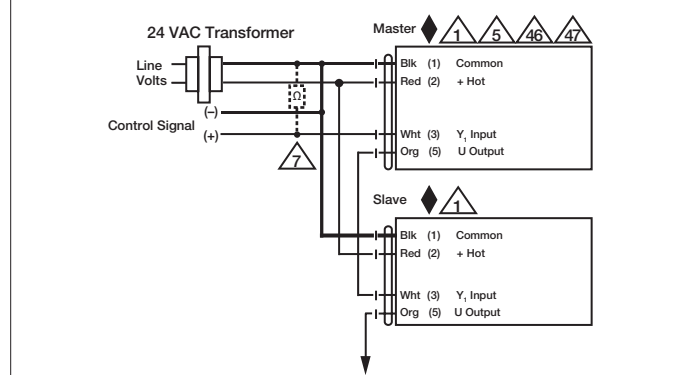 24 VAC Transformer
Line
Volts
(–)
Control Signal
(+)
Ω
7
Master
1 5 46 47
Blk (1) Common
Red (2) + Hot
Wht (3) Y₁ Input
Org (5) U Output
Slave
1
Blk (1) Common
Red (2) + Hot
Wht (3) Y₁ Input
Org (5) U Output